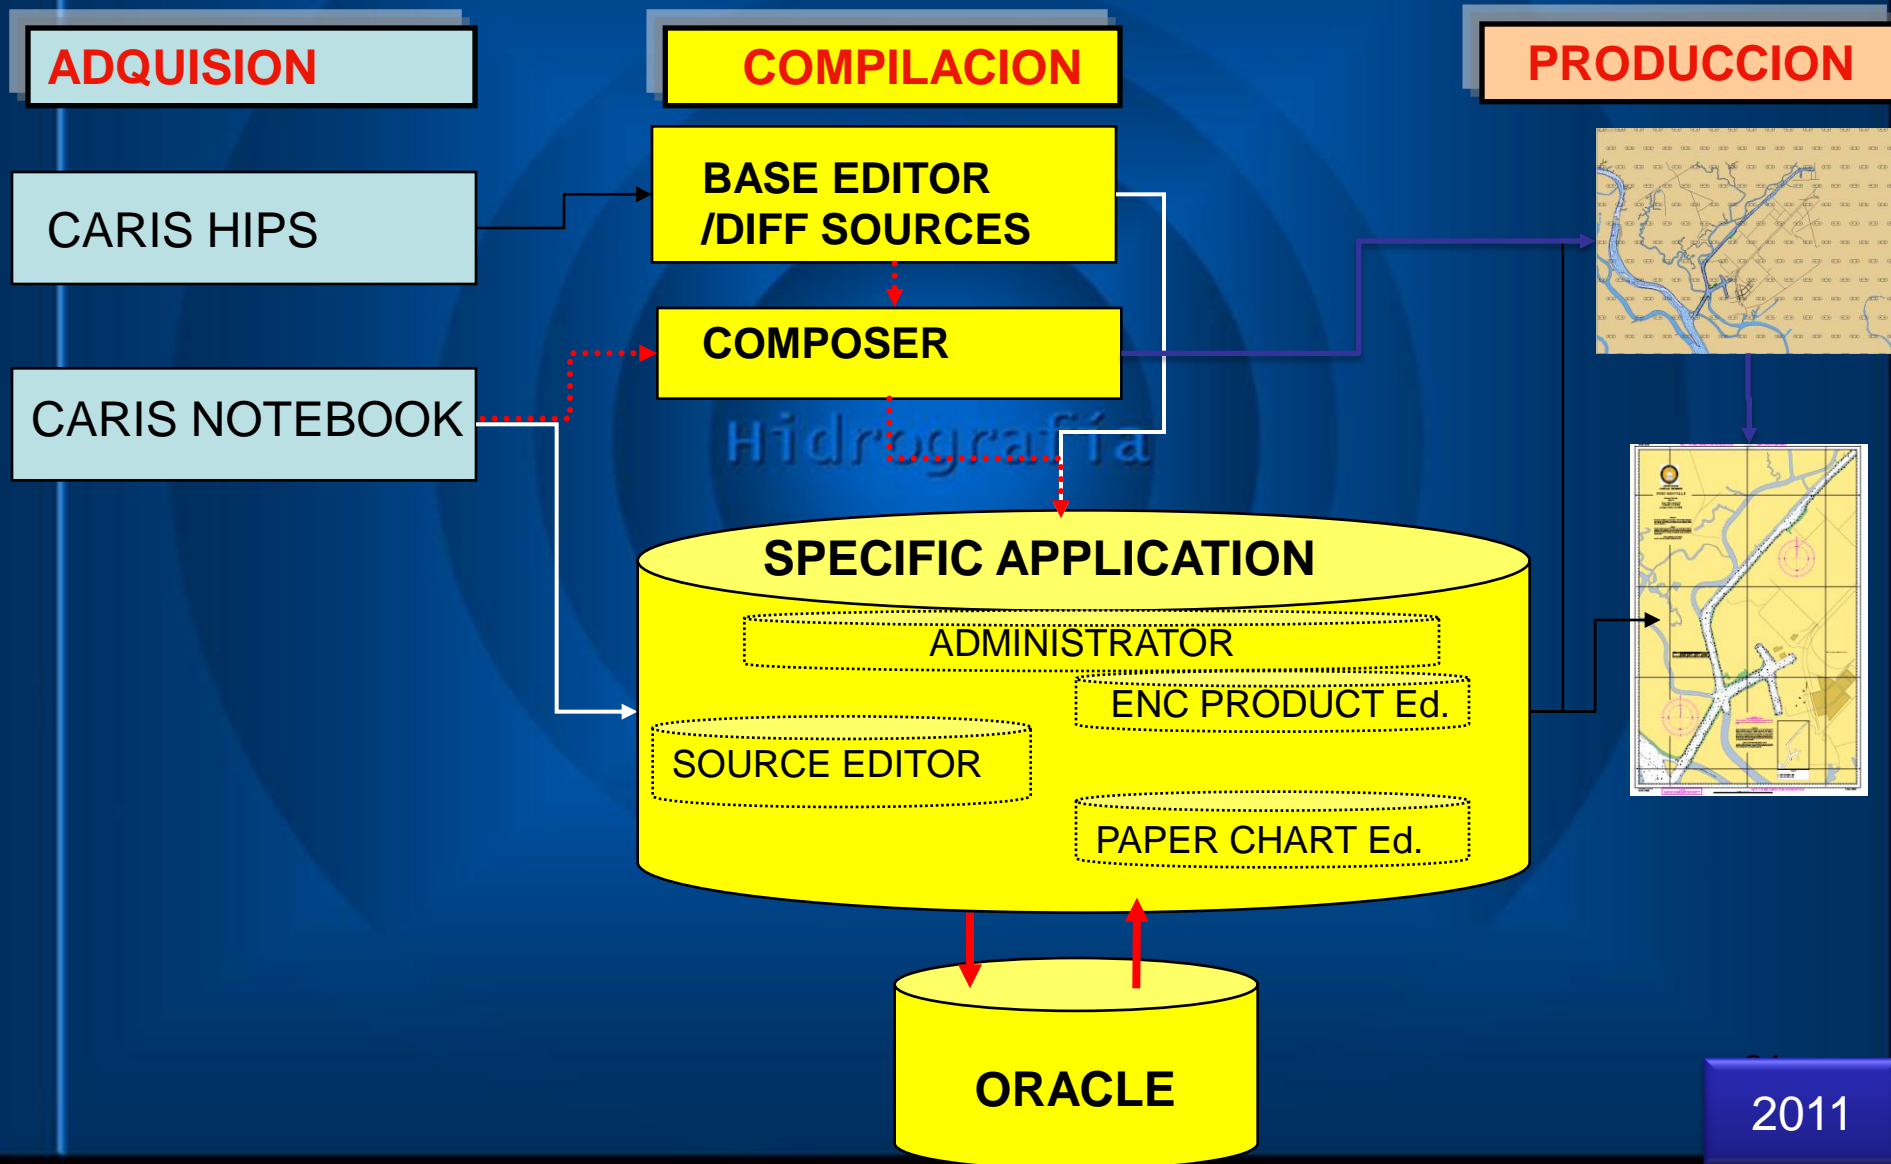 ADQUISION
COMPILACION
PRODUCCION
CARIS HIPS
BASE EDITOR
/DIFF SOURCES
COMPOSER
CARIS NOTEBOOK
Hidrografía
SPECIFIC APPLICATION
ADMINISTRATOR
ENC PRODUCT Ed.
SOURCE EDITOR
PAPER CHART Ed.
ORACLE
2011